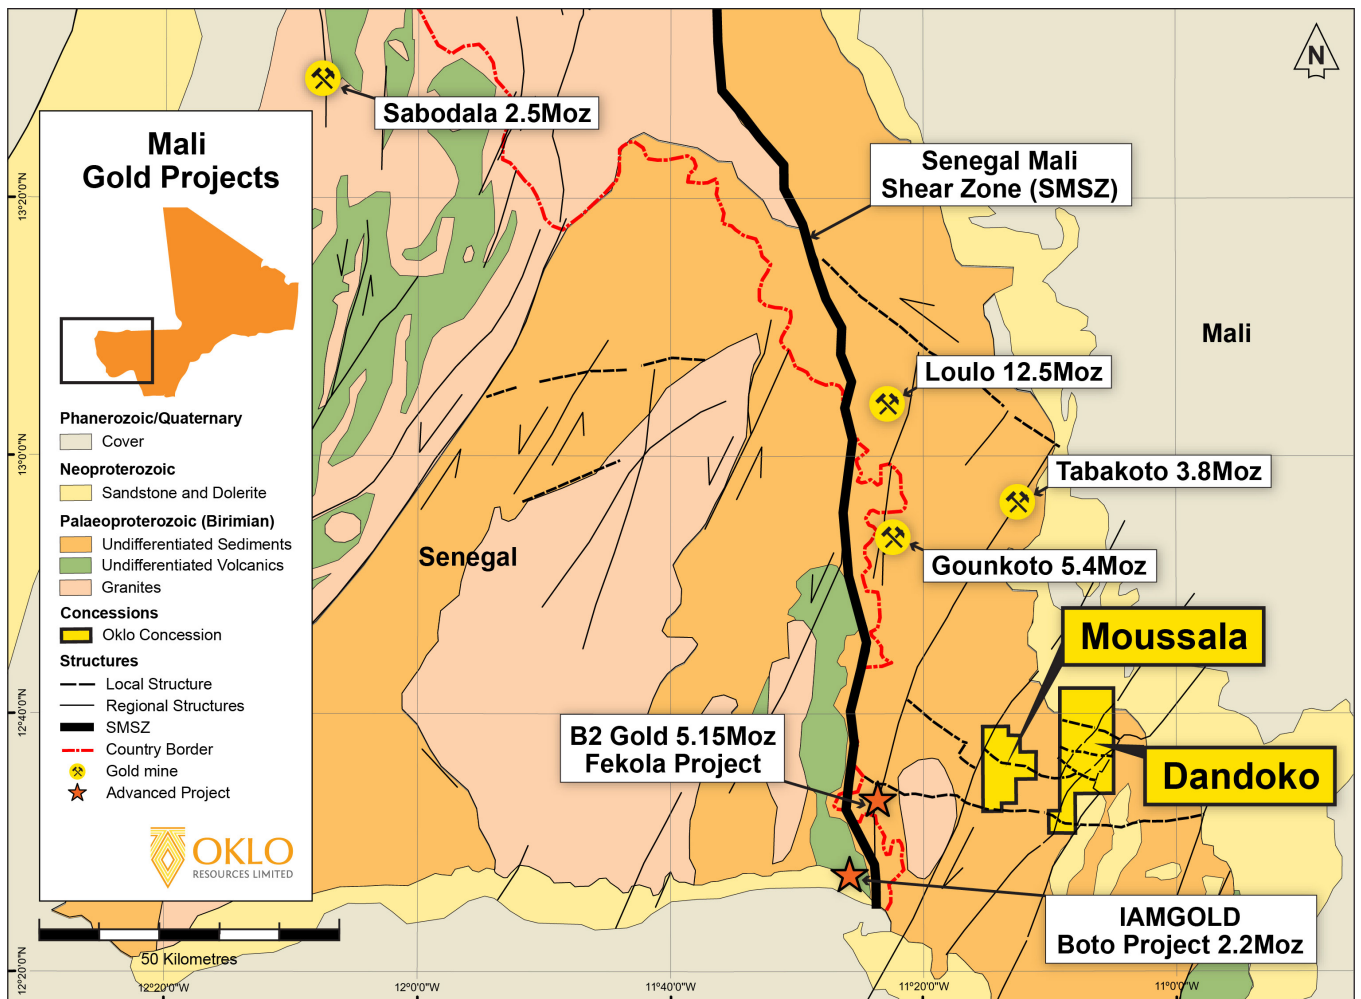 Mali
Gold Projects
Phanerozoic/Quaternary
Cover
Neoproterozoic
Sandstone and Dolerite
Palaeoproterozoic (Birimian)
Undifferentiated Sediments
Undifferentiated Volcanics
Granites
Concessions
Oklo Concession
Structures
Local Structure
Regional Structures
SMSZ
Country Border
Gold mine
Advanced Project
OKLO
RESOURCES LIMITED
50 Kilometres
N
Sabodala 2.5Moz
Senegal Mali
Shear Zone (SMSZ)
Mali
Loulo 12.5Moz
Tabakoto 3.8Moz
Gounkoto 5.4Moz
Senegal
Moussala
B2 Gold 5.15Moz
Fekola Project
Dandoko
IAMGOLD
Boto Project 2.2Moz
13°20'0"N
13°0'0"N
12°40'0"N
12°20'0"N
12°20'0"W
12°0'0"W
11°40'0"W
11°20'0"W
11°0'0"W